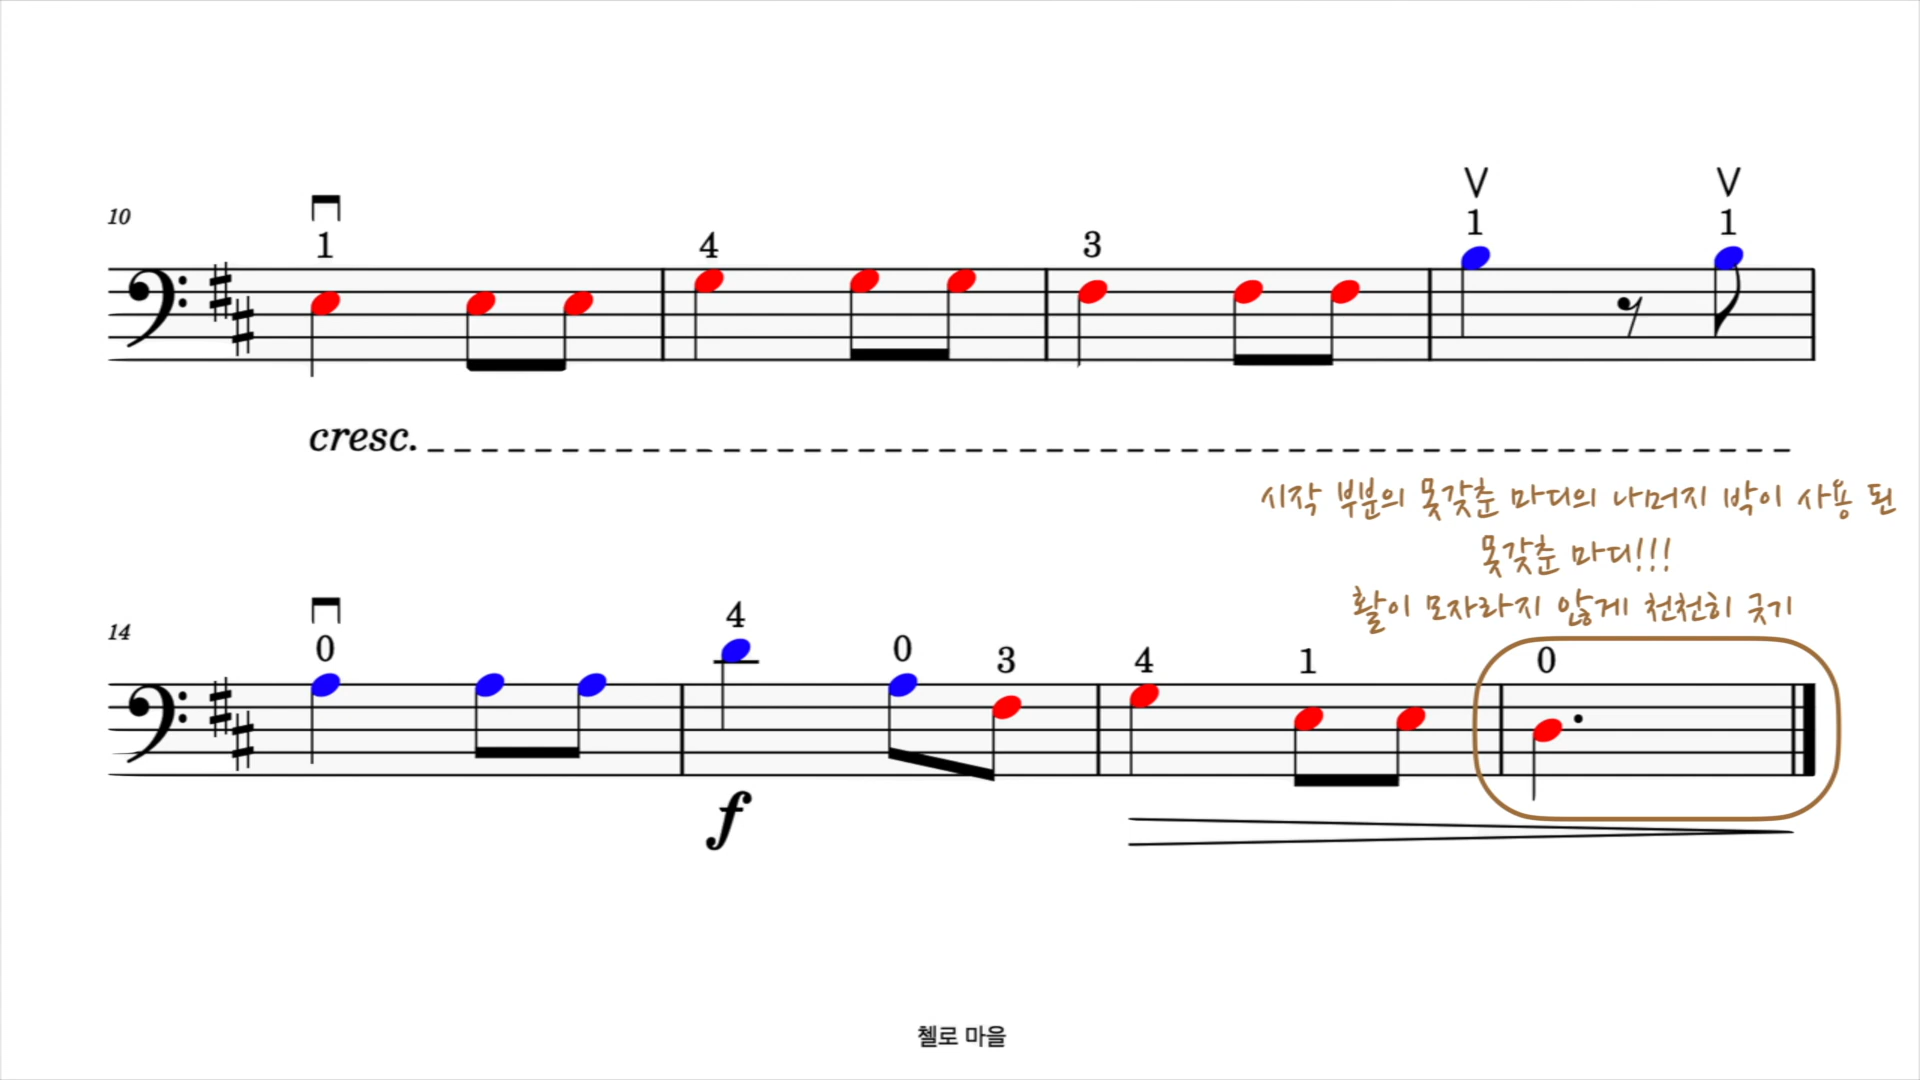 10
V V
1 4 3 1 1
cresc.
시작 부분의 못갖춘 마디의 나머지 박이 사용 된
못갖춘 마디!!!
활이 모자라지 않게 천천히 긋기
14
0 4 0 3 4 1 0
f
첼로 마을